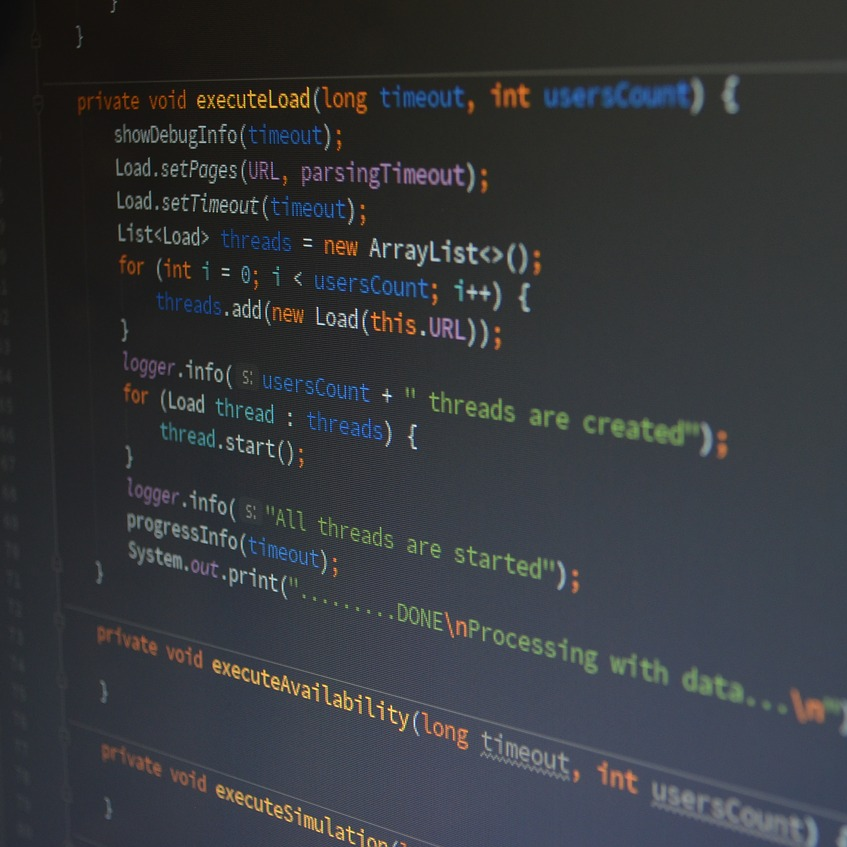 }
}
private void executeLoad(long timeout, int usersCount) {
showDebugInfo(timeout);
Load.setPages(URL, parsingTimeout);
Load.setTimeout(timeout);
List<Load> threads = new ArrayList<>();
for (int i = 0; i < usersCount; i++) {
threads.add(new Load(this.URL));
}
logger.info( s: usersCount + " threads are created");
for (Load thread : threads) {
thread.start();
}
logger.info( s: "All threads are started");
progressInfo(timeout);
System.out.print(".........DONE\nProcessing with data...\n")
}
private void executeAvailability(long timeout, int usersCount) {
}
private void executeSimulation(
}